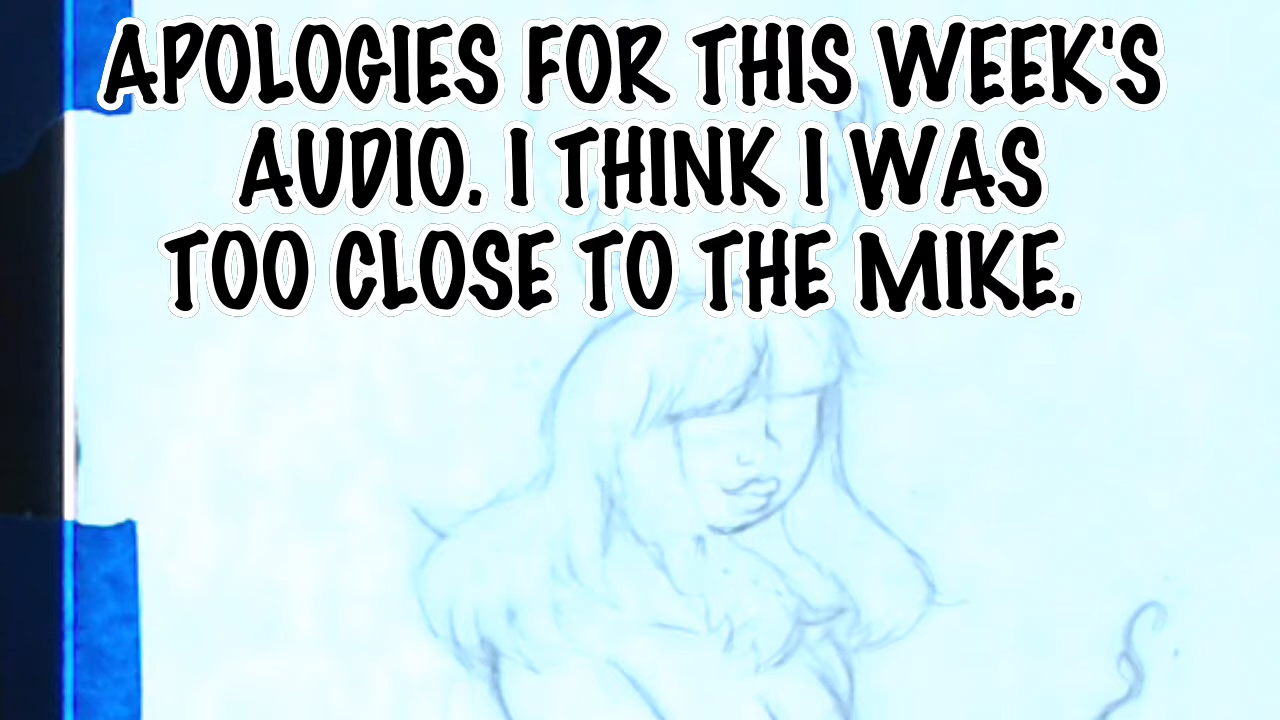 APOLOGIES FOR THIS WEEK'S
AUDIO. I THINK I WAS
TOO CLOSE TO THE MIKE.